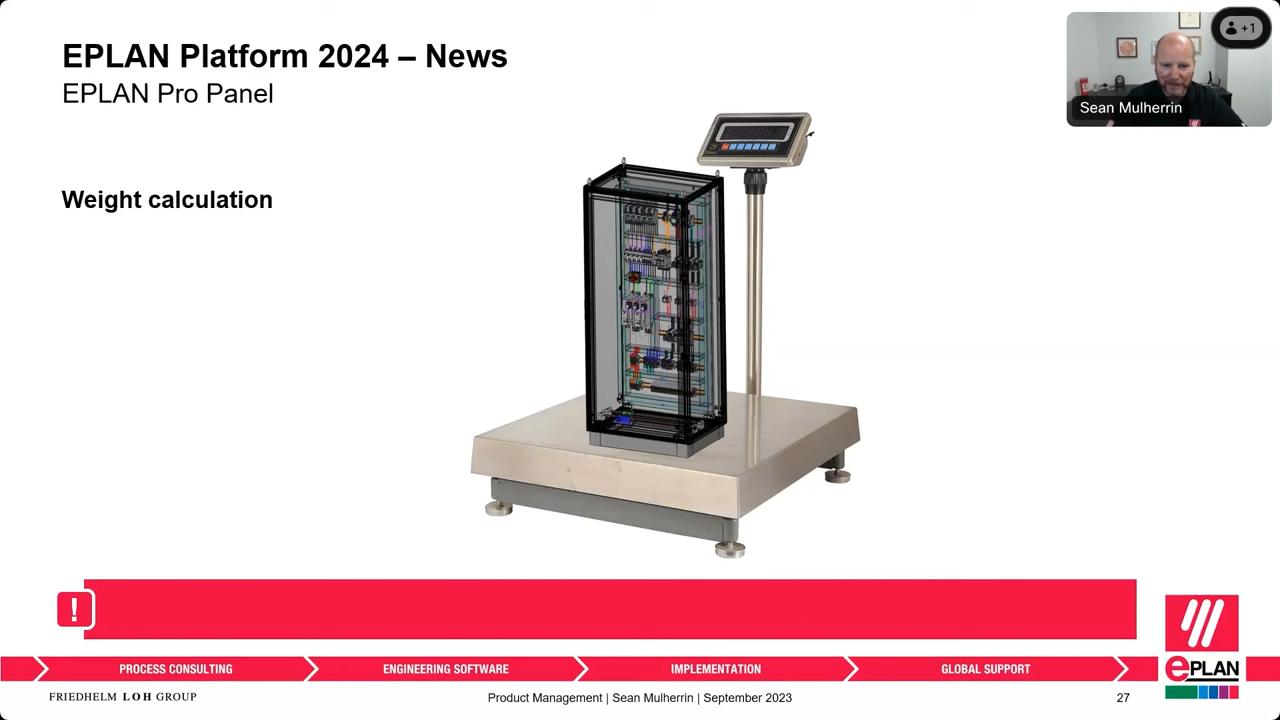 EPLAN Platform 2024 – News
EPLAN Pro Panel
+1
Sean Mulherrin
Weight calculation
!
PROCESS CONSULTING
ENGINEERING SOFTWARE
IMPLEMENTATION
GLOBAL SUPPORT
ePLAN
FRIEDHELM LOH GROUP
Product Management | Sean Mulherrin | September 2023
27